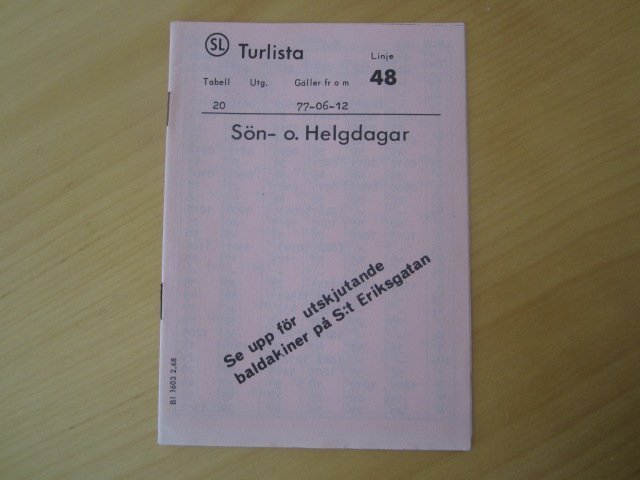 SL Turlista Linje
Tabell Utg. Gäller fr o m 48
20 77-06-12
Sön- o. Helgdagar
Se upp för utskjutande
baldakiner på S:t Eriksgatan
B1 1603 2,68